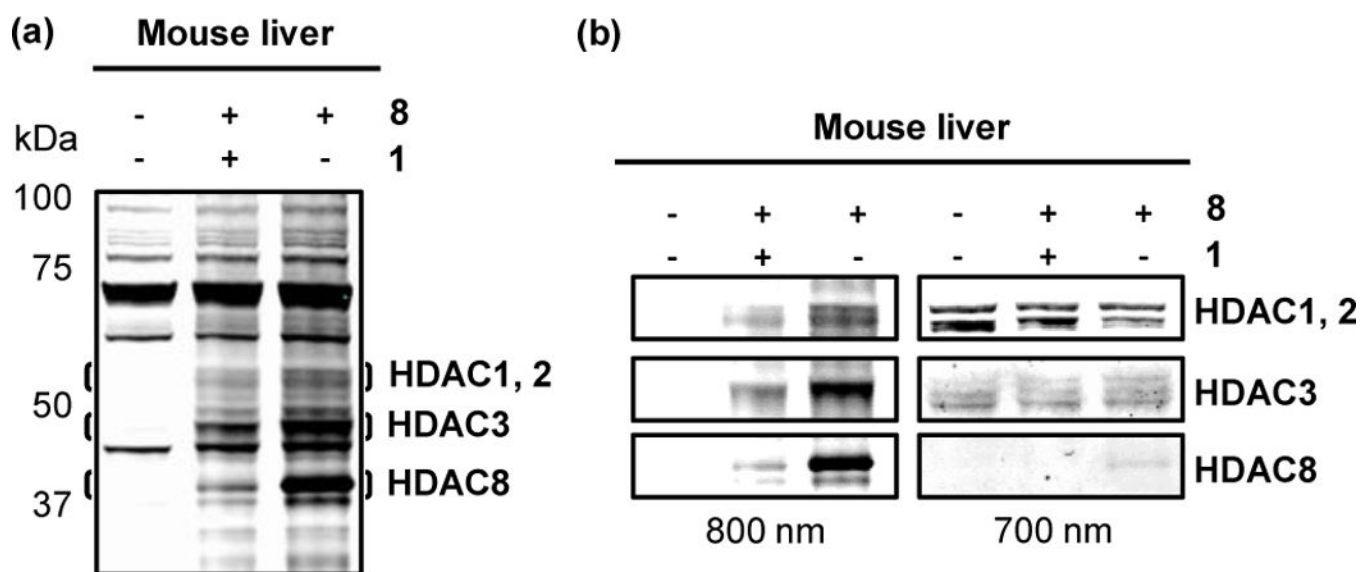 (a)
Mouse liver
- + + 8
kDa
- + - 1
100
75
50
37
HDAC1, 2
HDAC3
HDAC8
(b)
Mouse liver
- + + - + + 8
- + - - + - 1
HDAC1, 2
HDAC3
HDAC8
800 nm 700 nm